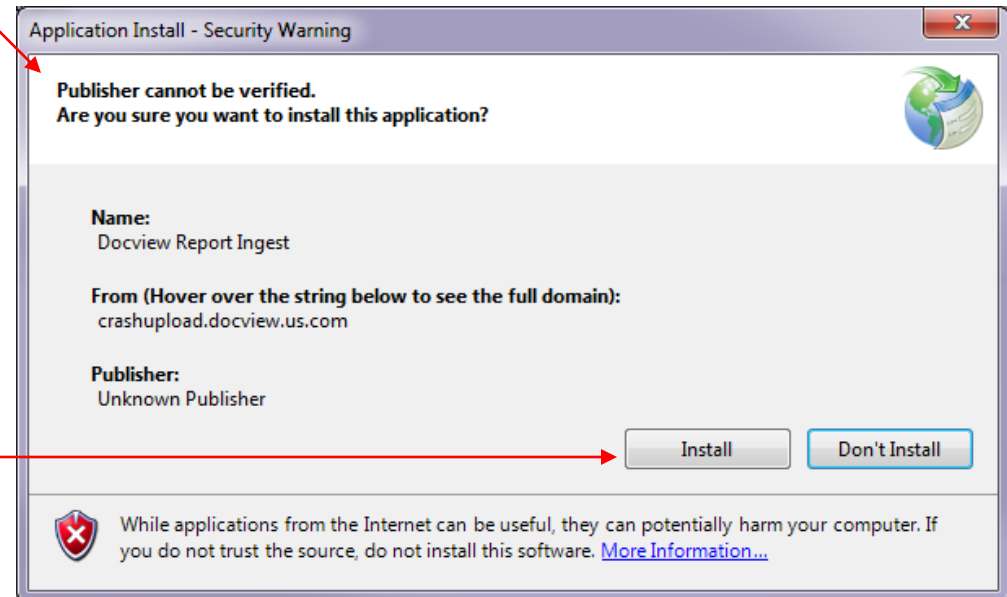 Application Install - Security Warning
Publisher cannot be verified.
Are you sure you want to install this application?
Name:
Docview Report Ingest
From (Hover over the string below to see the full domain):
crashupload.docview.us.com
Publisher:
Unknown Publisher
Install Don't Install
While applications from the Internet can be useful, they can potentially harm your computer. If
you do not trust the source, do not install this software. More Information...